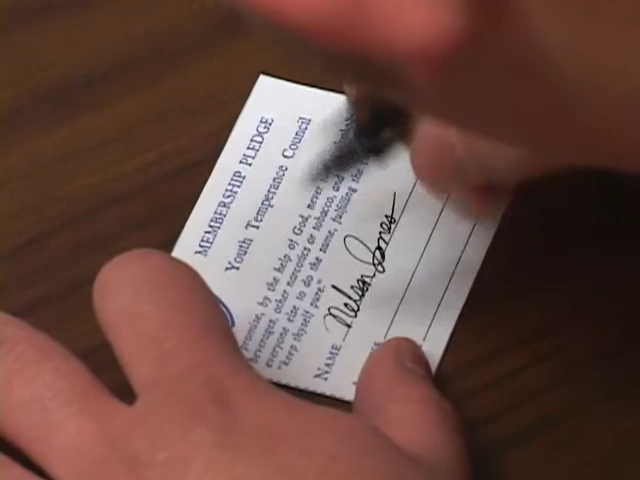 MEMBERSHIP PLEDGE
Youth Temperance Council
promise, by the help of God, never
beverages, other narcotics or tobacco, and
everyone else to do the same, fulfilling the
"keep thyself pure."
NAME Nelson Jones